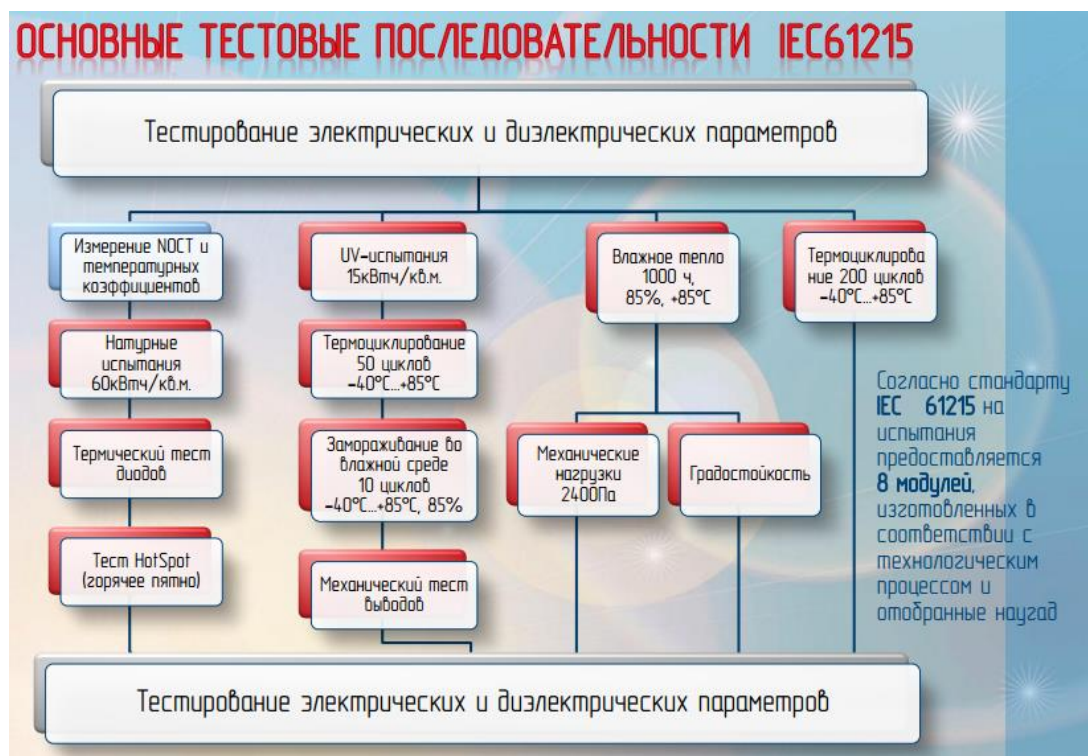 ОСНОВНЫЕ ТЕСТОВЫЕ ПОСЛЕДОВАТЕЛЬНОСТИ IEC61215
Тестирование электрических и диэлектрических параметров
Измерение NOCT и
температурных
коэффициентов
UV-испытания
15кВтч/кв.м.
Влажное тепло
1000 ч,
85%, +85°C
Термоциклирова
ние 200 циклов
-40°C...+85°C
Натурные
испытания
60кВтч/кв.м.
Термоциклирование
50 циклов
-40°C...+85°C
Термический тест
диодов
Замораживание во
влажной среде
10 циклов
-40°C...+85°C, 85%
Механические
нагрузки
2400Па
Градостойкость
Тест HotSpot
(горячее пятно)
Механический тест
выводов
Согласно стандарту
IEC 61215 на
испытания
предоставляется
8 модулей,
изготовленных в
соответствии с
технологическим
процессом и
отобранные наугад
Тестирование электрических и диэлектрических параметров